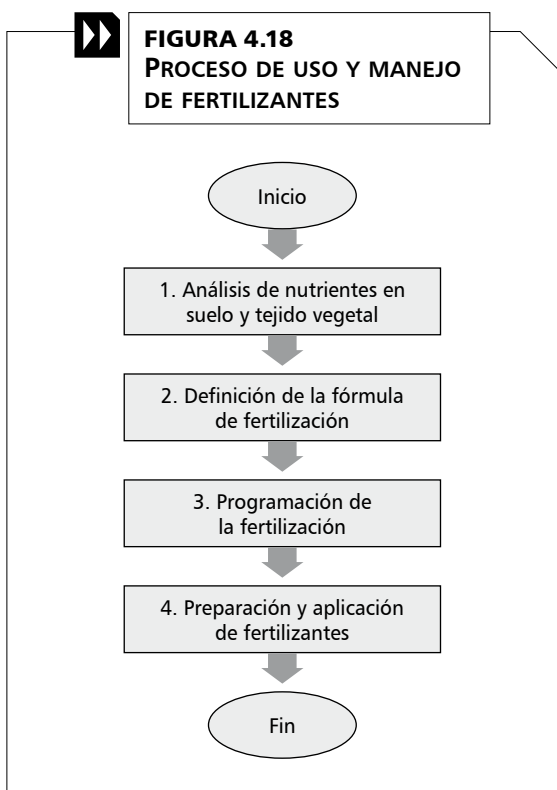 FIGURA 4.18
PROCESO DE USO Y MANEJO
DE FERTILIZANTES
Inicio
1. Análisis de nutrientes en
suelo y tejido vegetal
2. Definición de la fórmula
de fertilización
3. Programación de
la fertilización
4. Preparación y aplicación
de fertilizantes
Fin